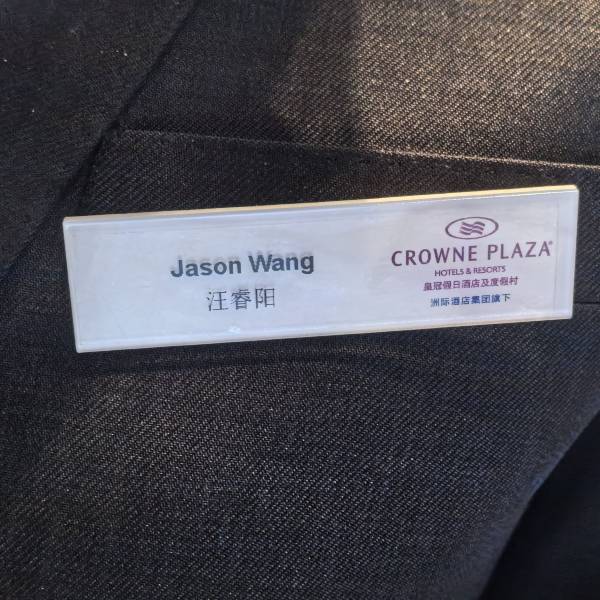 Jason Wang
汪睿阳
CROWNE PLAZA®
HOTELS & RESORTS
皇冠假日酒店及度假村
洲际酒店集团旗下